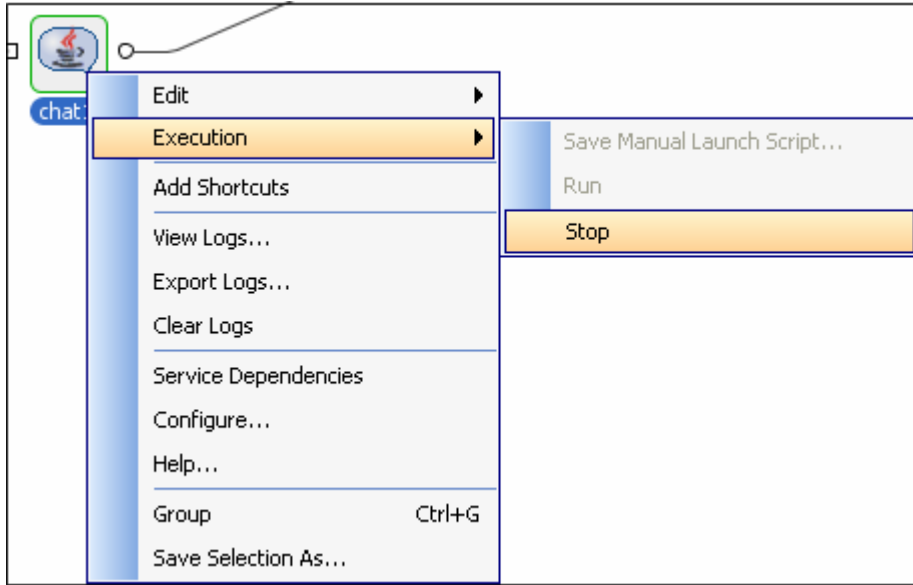 chat
Edit
Execution
Add Shortcuts
View Logs...
Export Logs...
Clear Logs
Service Dependencies
Configure...
Help...
Group Ctrl+G
Save Selection As...
Save Manual Launch Script...
Run
Stop